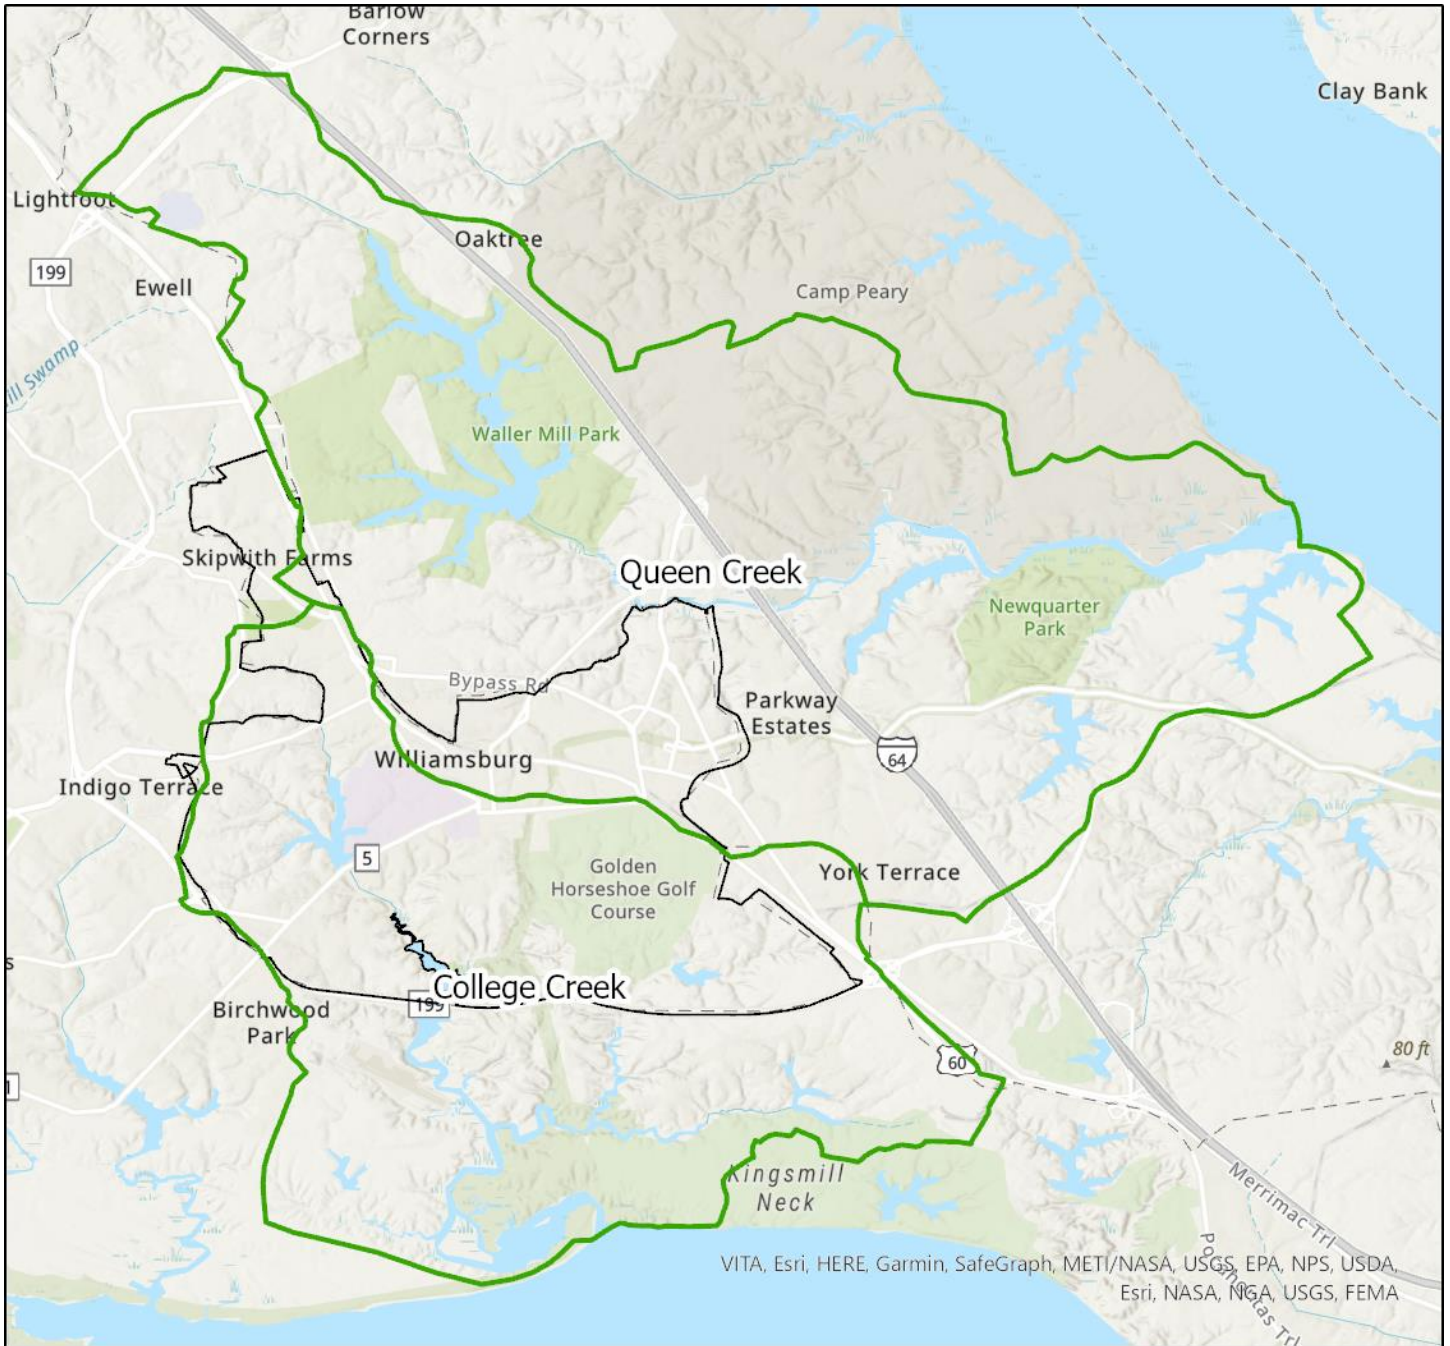 Barlow
Corners
Clay Bank
Lightfoot
Oaktree
199
Ewell
Camp Peary
ill Swamp
Waller Mill Park
Skipwith Farms
Queen Creek
Newquarter
Park
Bypass Rd
Parkway
Estates
Williamsburg
64
Indigo Terrace
5
Golden
Horseshoe Golf
Course
York Terrace
s
College Creek
199
Birchwood
Park
60
80 ft
1
Kingsmill
Neck
Merrimac Trl
Pocahontas Trl
VITA, Esri, HERE, Garmin, SafeGraph, METI/NASA, USGS, EPA, NPS, USDA,
Esri, NASA, NGA, USGS, FEMA